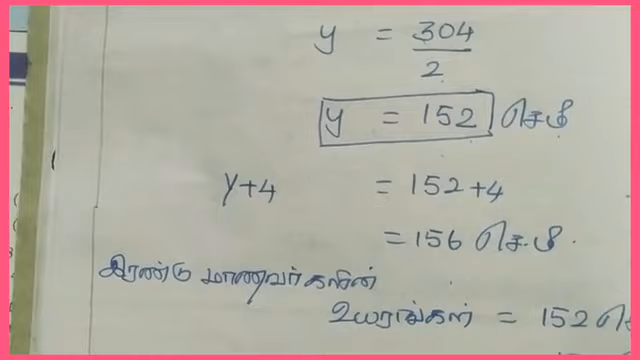 y = 304
2
y = 152 செ.மீ
y+4 = 152+4
= 156 செ.மீ.
இரண்டு மாணவர்களின்
உயரங்கள் = 152 செ